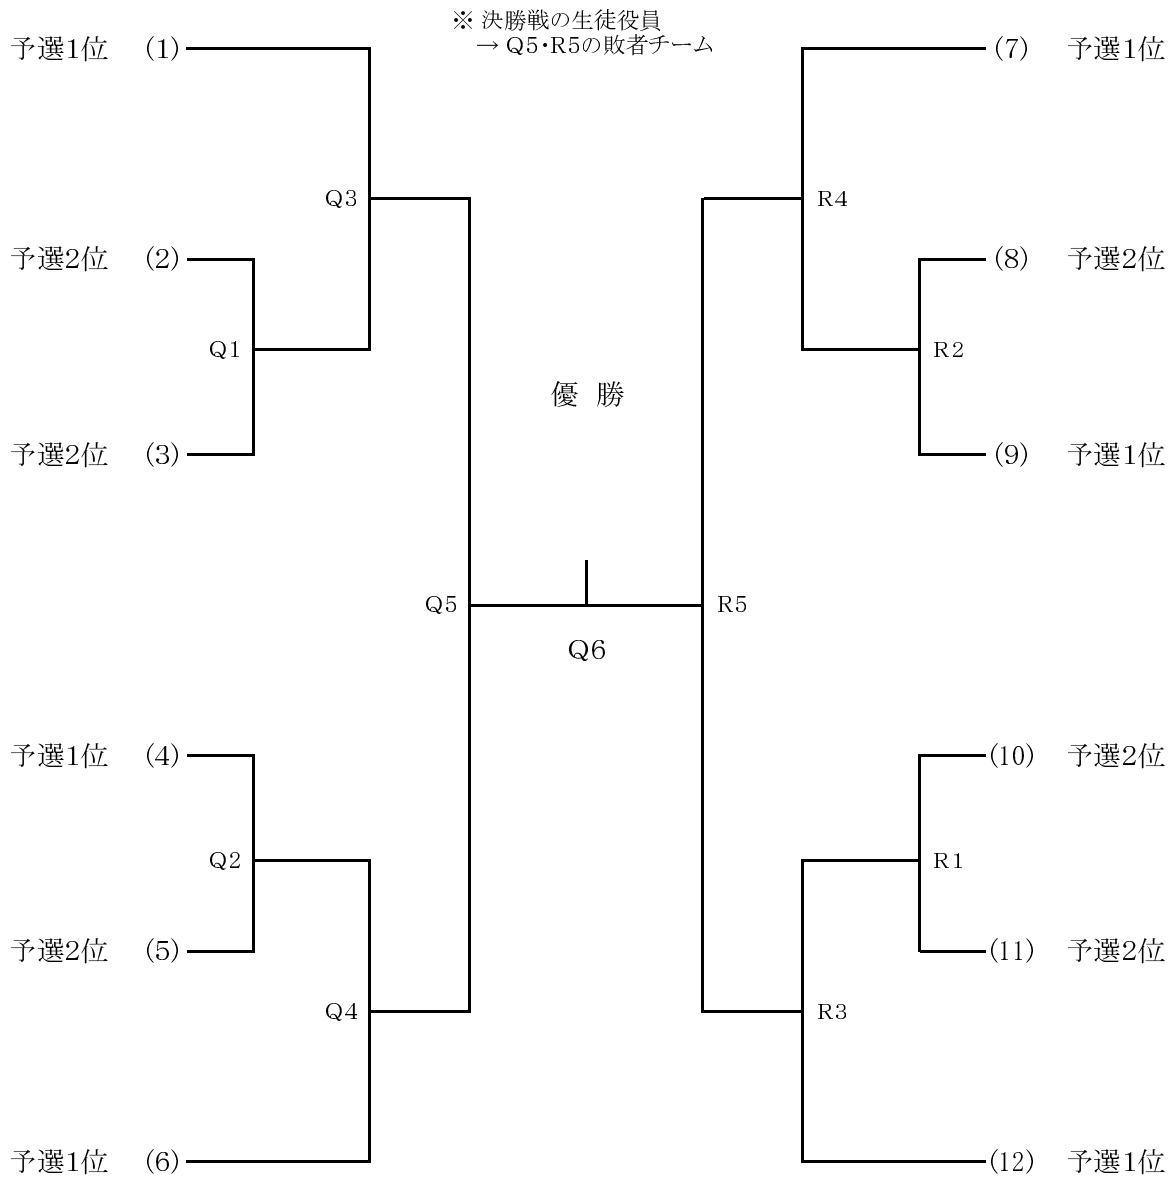 ※ 決勝戦の生徒役員
→ Q5・R5の敗者チーム
予選1位 (1) (7) 予選1位
Q3 R4
予選2位 (2) (8) 予選2位
Q1 R2
優 勝
予選2位 (3) (9) 予選1位
Q5 R5
Q6
予選1位 (4) (10) 予選2位
Q2 R1
予選2位 (5) (11) 予選2位
Q4 R3
予選1位 (6) (12) 予選1位